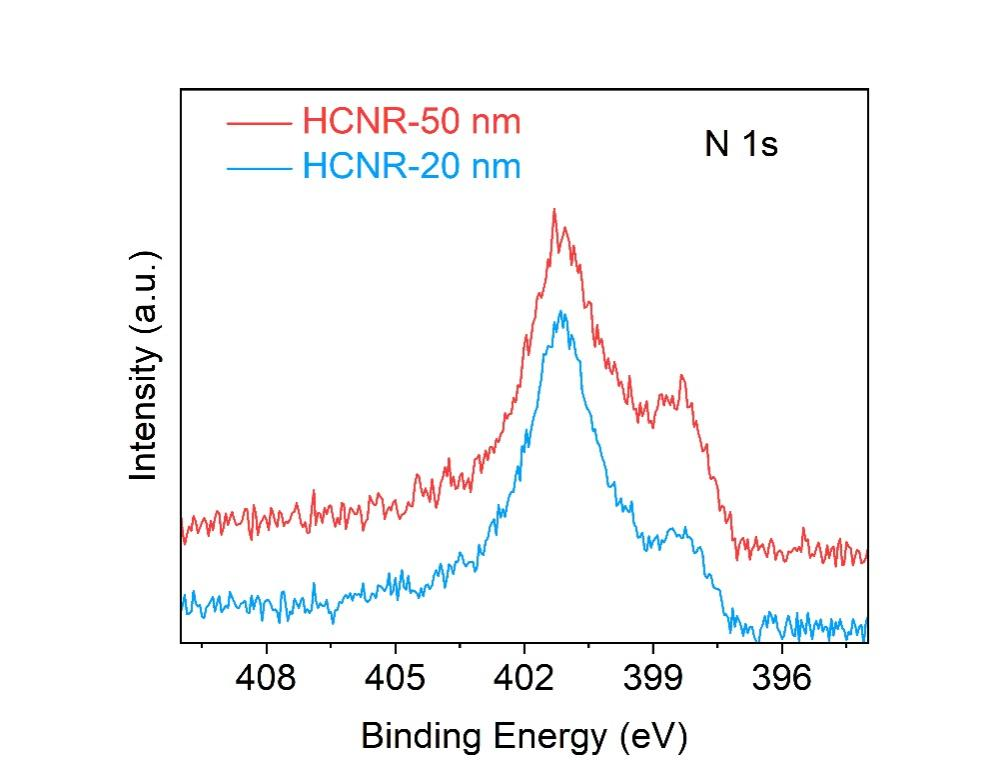 HCNR-50 nm
HCNR-20 nm
N 1s
Intensity (a.u.)
408 405 402 399 396
Binding Energy (eV)